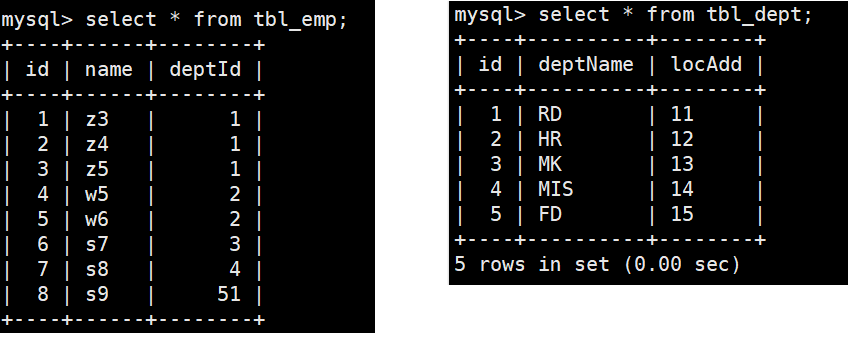 mysql> select * from tbl_emp;
+----+------+--------+
| id | name | deptId |
+----+------+--------+
|  1 | z3   |      1 |
|  2 | z4   |      1 |
|  3 | z5   |      1 |
|  4 | w5   |      2 |
|  5 | w6   |      2 |
|  6 | s7   |      3 |
|  7 | s8   |      4 |
|  8 | s9   |     51 |
+----+------+--------+
mysql> select * from tbl_dept;
+----+----------+--------+
| id | deptName | locAdd |
+----+----------+--------+
|  1 | RD       | 11     |
|  2 | HR       | 12     |
|  3 | MK       | 13     |
|  4 | MIS      | 14     |
|  5 | FD       | 15     |
+----+----------+--------+
5 rows in set (0.00 sec)